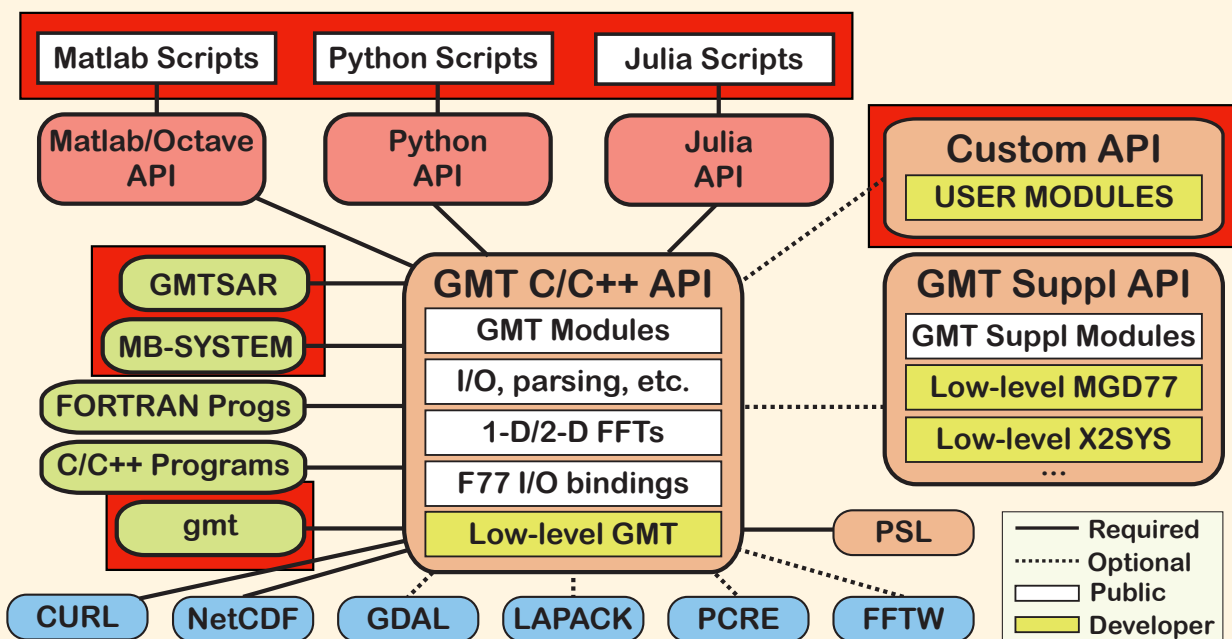 Matlab Scripts
Python Scripts
Julia Scripts
Matlab/Octave
API
Python
API
Julia
API
Custom API
USER MODULES
GMTSAR
MB-SYSTEM
FORTRAN Progs
C/C++ Programs
gmt
GMT C/C++ API
GMT Modules
I/O, parsing, etc.
1-D/2-D FFTs
F77 I/O bindings
Low-level GMT
GMT Suppl API
GMT Suppl Modules
Low-level MGD77
Low-level X2SYS
...
PSL
CURL
NetCDF
GDAL
LAPACK
PCRE
FFTW
Required
Optional
Public
Developer